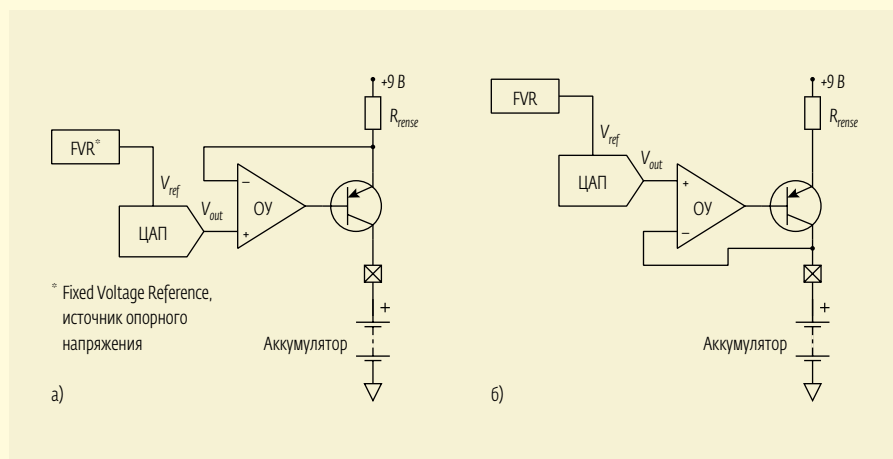 +9 В
R_rense
FVR*
V_ref
V_out
ЦАП
−
+
ОУ
* Fixed Voltage Reference,
источник опорного
напряжения
+
Аккумулятор
а)
+9 В
R_rense
FVR
V_ref
V_out
ЦАП
+
−
ОУ
+
Аккумулятор
б)